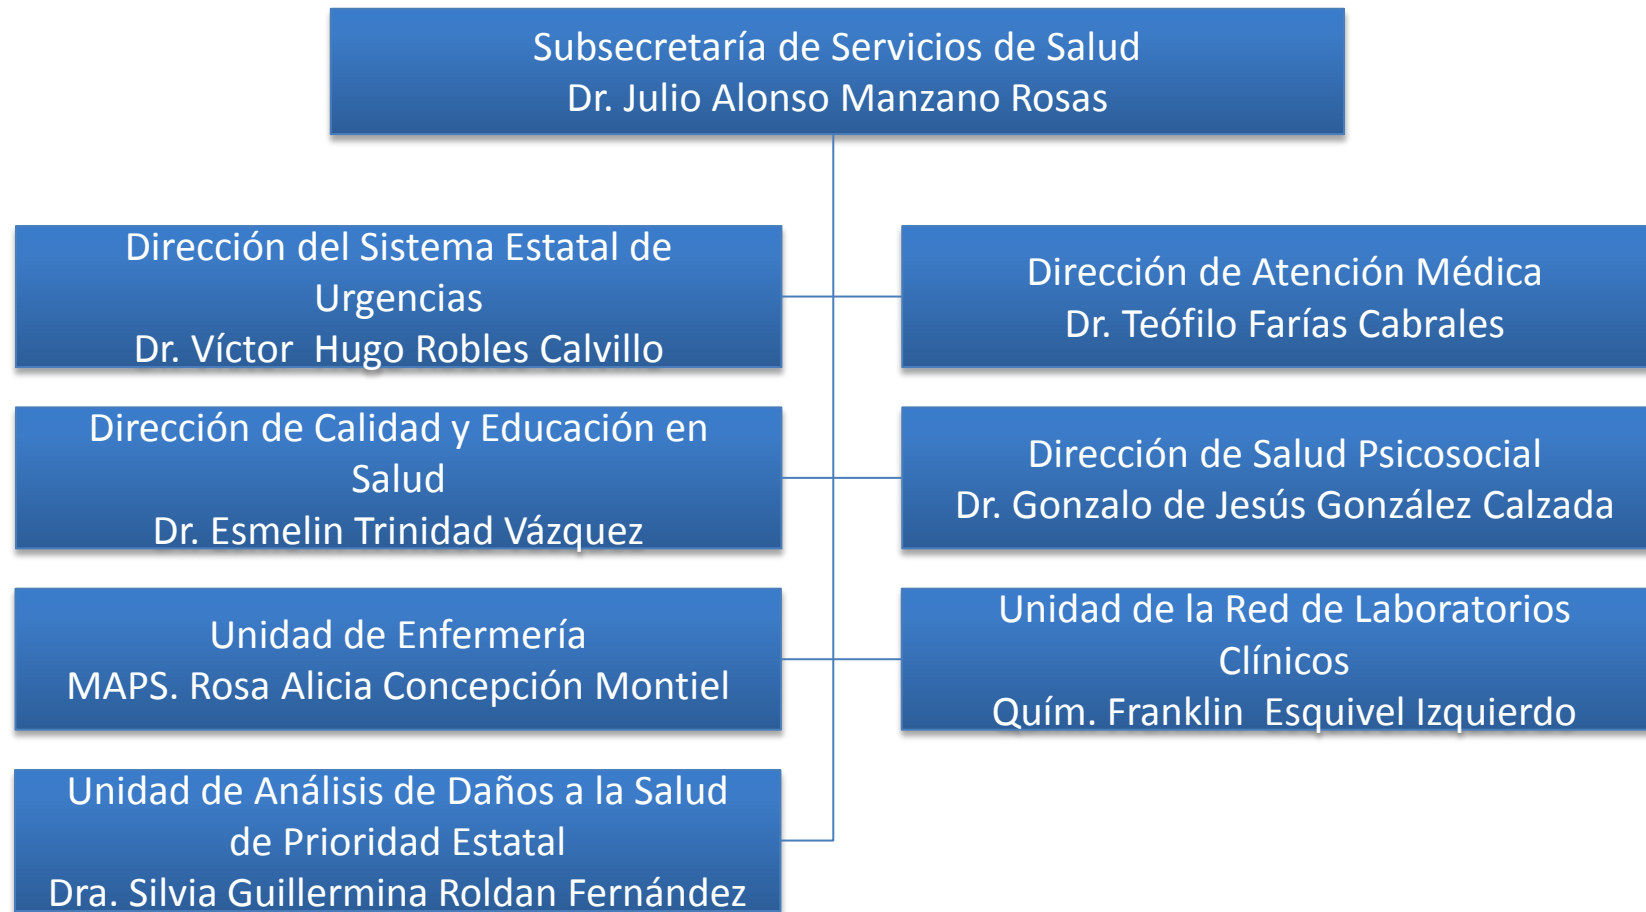 Subsecretaría de Servicios de Salud
Dr. Julio Alonso Manzano Rosas
Dirección del Sistema Estatal de
Urgencias
Dr. Víctor  Hugo Robles Calvillo
Dirección de Atención Médica
Dr. Teófilo Farías Cabrales
Dirección de Calidad y Educación en
Salud
Dr. Esmelin Trinidad Vázquez
Dirección de Salud Psicosocial
Dr. Gonzalo de Jesús González Calzada
Unidad de Enfermería
MAPS. Rosa Alicia Concepción Montiel
Unidad de la Red de Laboratorios
Clínicos
Quím. Franklin  Esquivel Izquierdo
Unidad de Análisis de Daños a la Salud
de Prioridad Estatal
Dra. Silvia Guillermina Roldan Fernández